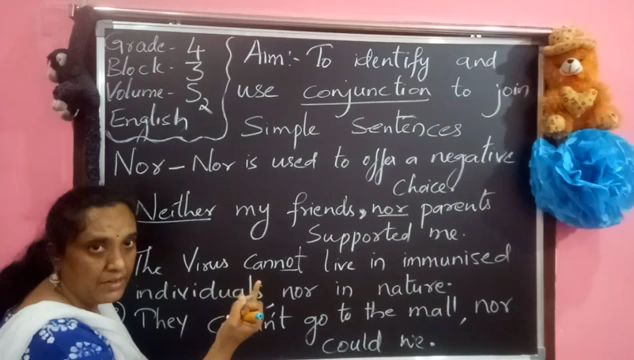 Grade - 4
Block - 3
Volume - 5 2
English
Aim:- To identify and
use conjunction to join
Simple Sentences
Nor - Nor is used to offer a negative
Choice
Neither my friends, nor parents
Supported me.
The Virus cannot live in immunised
individuals, nor in nature.
They go to the mall, nor
could we.